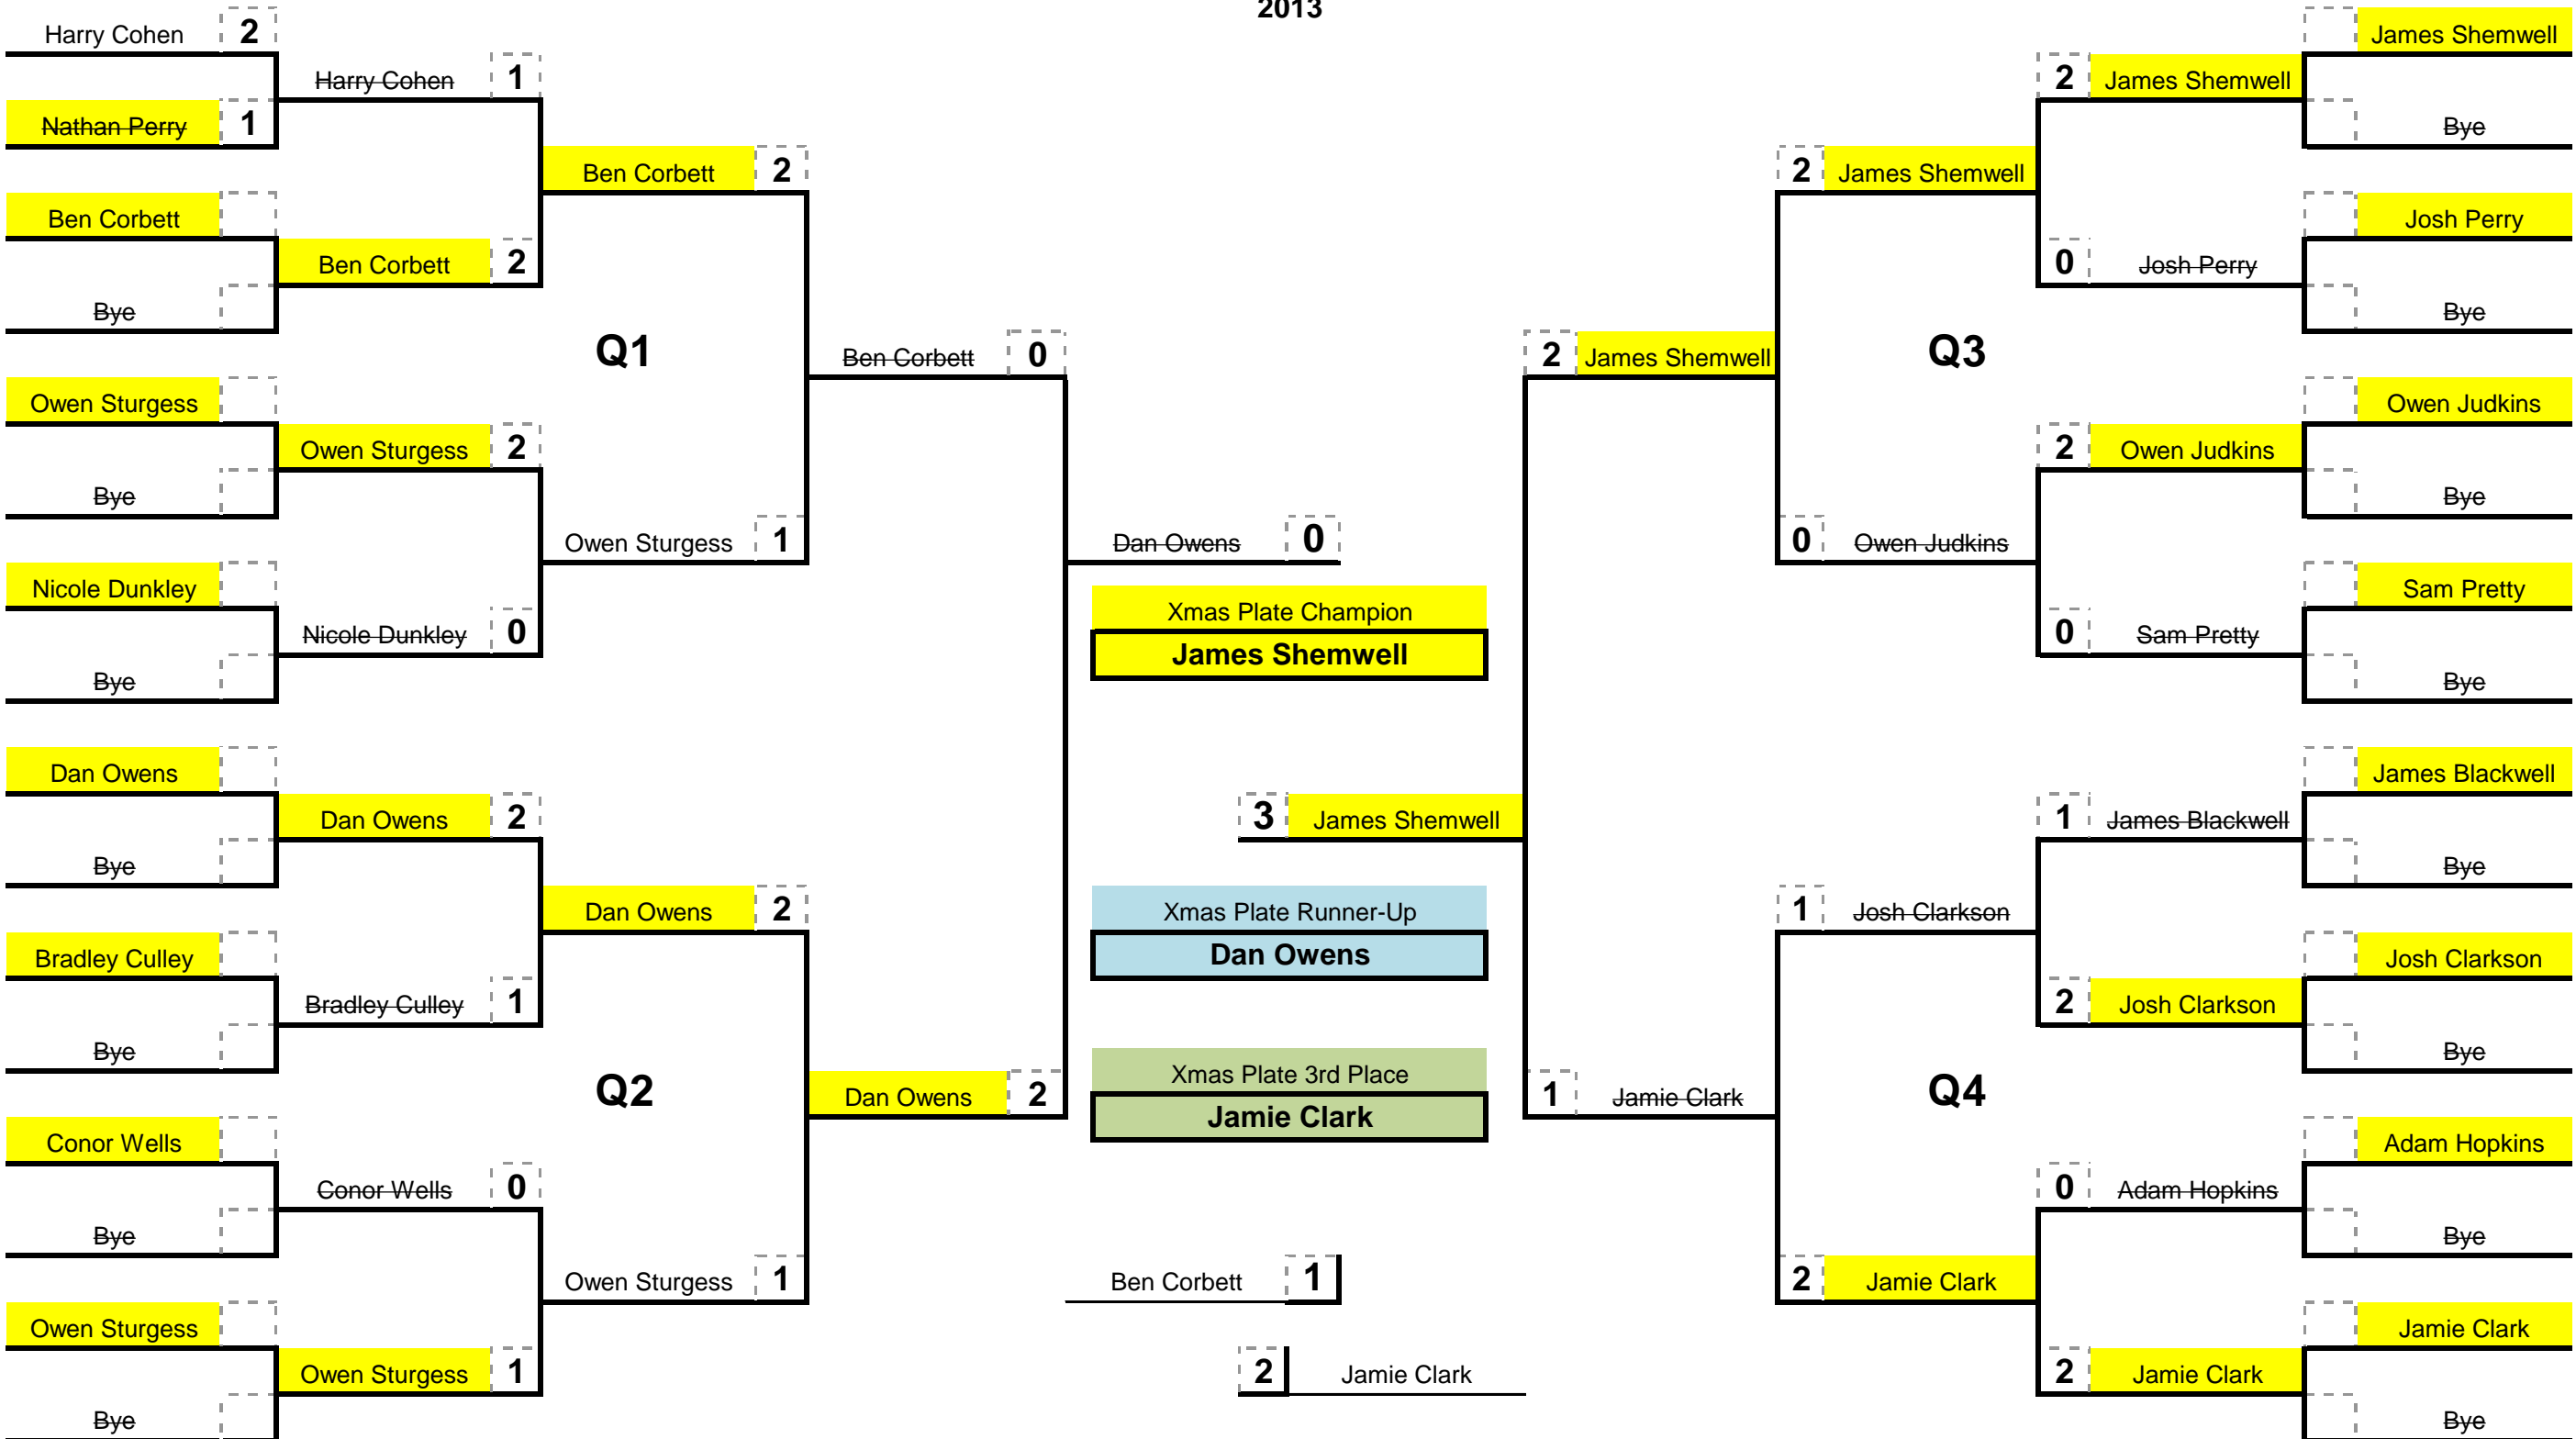 2013
Harry Cohen 2
Nathan Perry 1
Ben Corbett
Bye
Owen Sturgess
Bye
Nicole Dunkley
Bye
Dan Owens
Bye
Bradley Culley
Bye
Conor Wells
Bye
Owen Sturgess
Bye
Harry Cohen 1
Ben Corbett 2
Owen Sturgess 2
Nicole Dunkley 0
Dan Owens 2
Bradley Culley 1
Conor Wells 0
Owen Sturgess 1
Ben Corbett 2
Q1
Owen Sturgess 1
Dan Owens 2
Q2
Owen Sturgess 1
Ben Corbett 0
Dan Owens 2
Dan Owens 0
Xmas Plate Champion
James Shemwell
3 James Shemwell
Xmas Plate Runner-Up
Dan Owens
Xmas Plate 3rd Place
Jamie Clark
Ben Corbett 1
2 Jamie Clark
2 James Shemwell
1 Jamie Clark
2 James Shemwell
Q3
0 Owen Judkins
1 Josh Clarkson
Q4
2 Jamie Clark
2 James Shemwell
0 Josh Perry
2 Owen Judkins
0 Sam Pretty
1 James Blackwell
2 Josh Clarkson
0 Adam Hopkins
2 Jamie Clark
James Shemwell
Bye
Josh Perry
Bye
Owen Judkins
Bye
Sam Pretty
Bye
James Blackwell
Bye
Josh Clarkson
Bye
Adam Hopkins
Bye
Jamie Clark
Bye